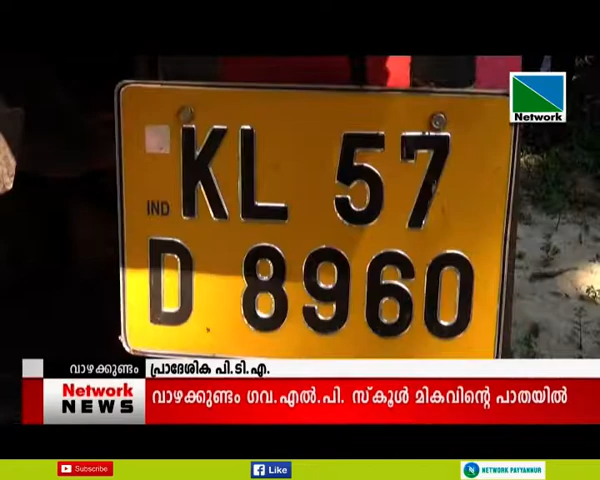 Network
KL 57
IND
D 8960
വാഴക്കുണ്ടം
പ്രാദേശിക പി.ടി.എ.
Network
NEWS
വാഴക്കുണ്ടം ഗവ.എൽ.പി. സ്കൂൾ മികവിന്റെ പാതയിൽ
Subscribe
Like
NETWORK PAYYANNUR